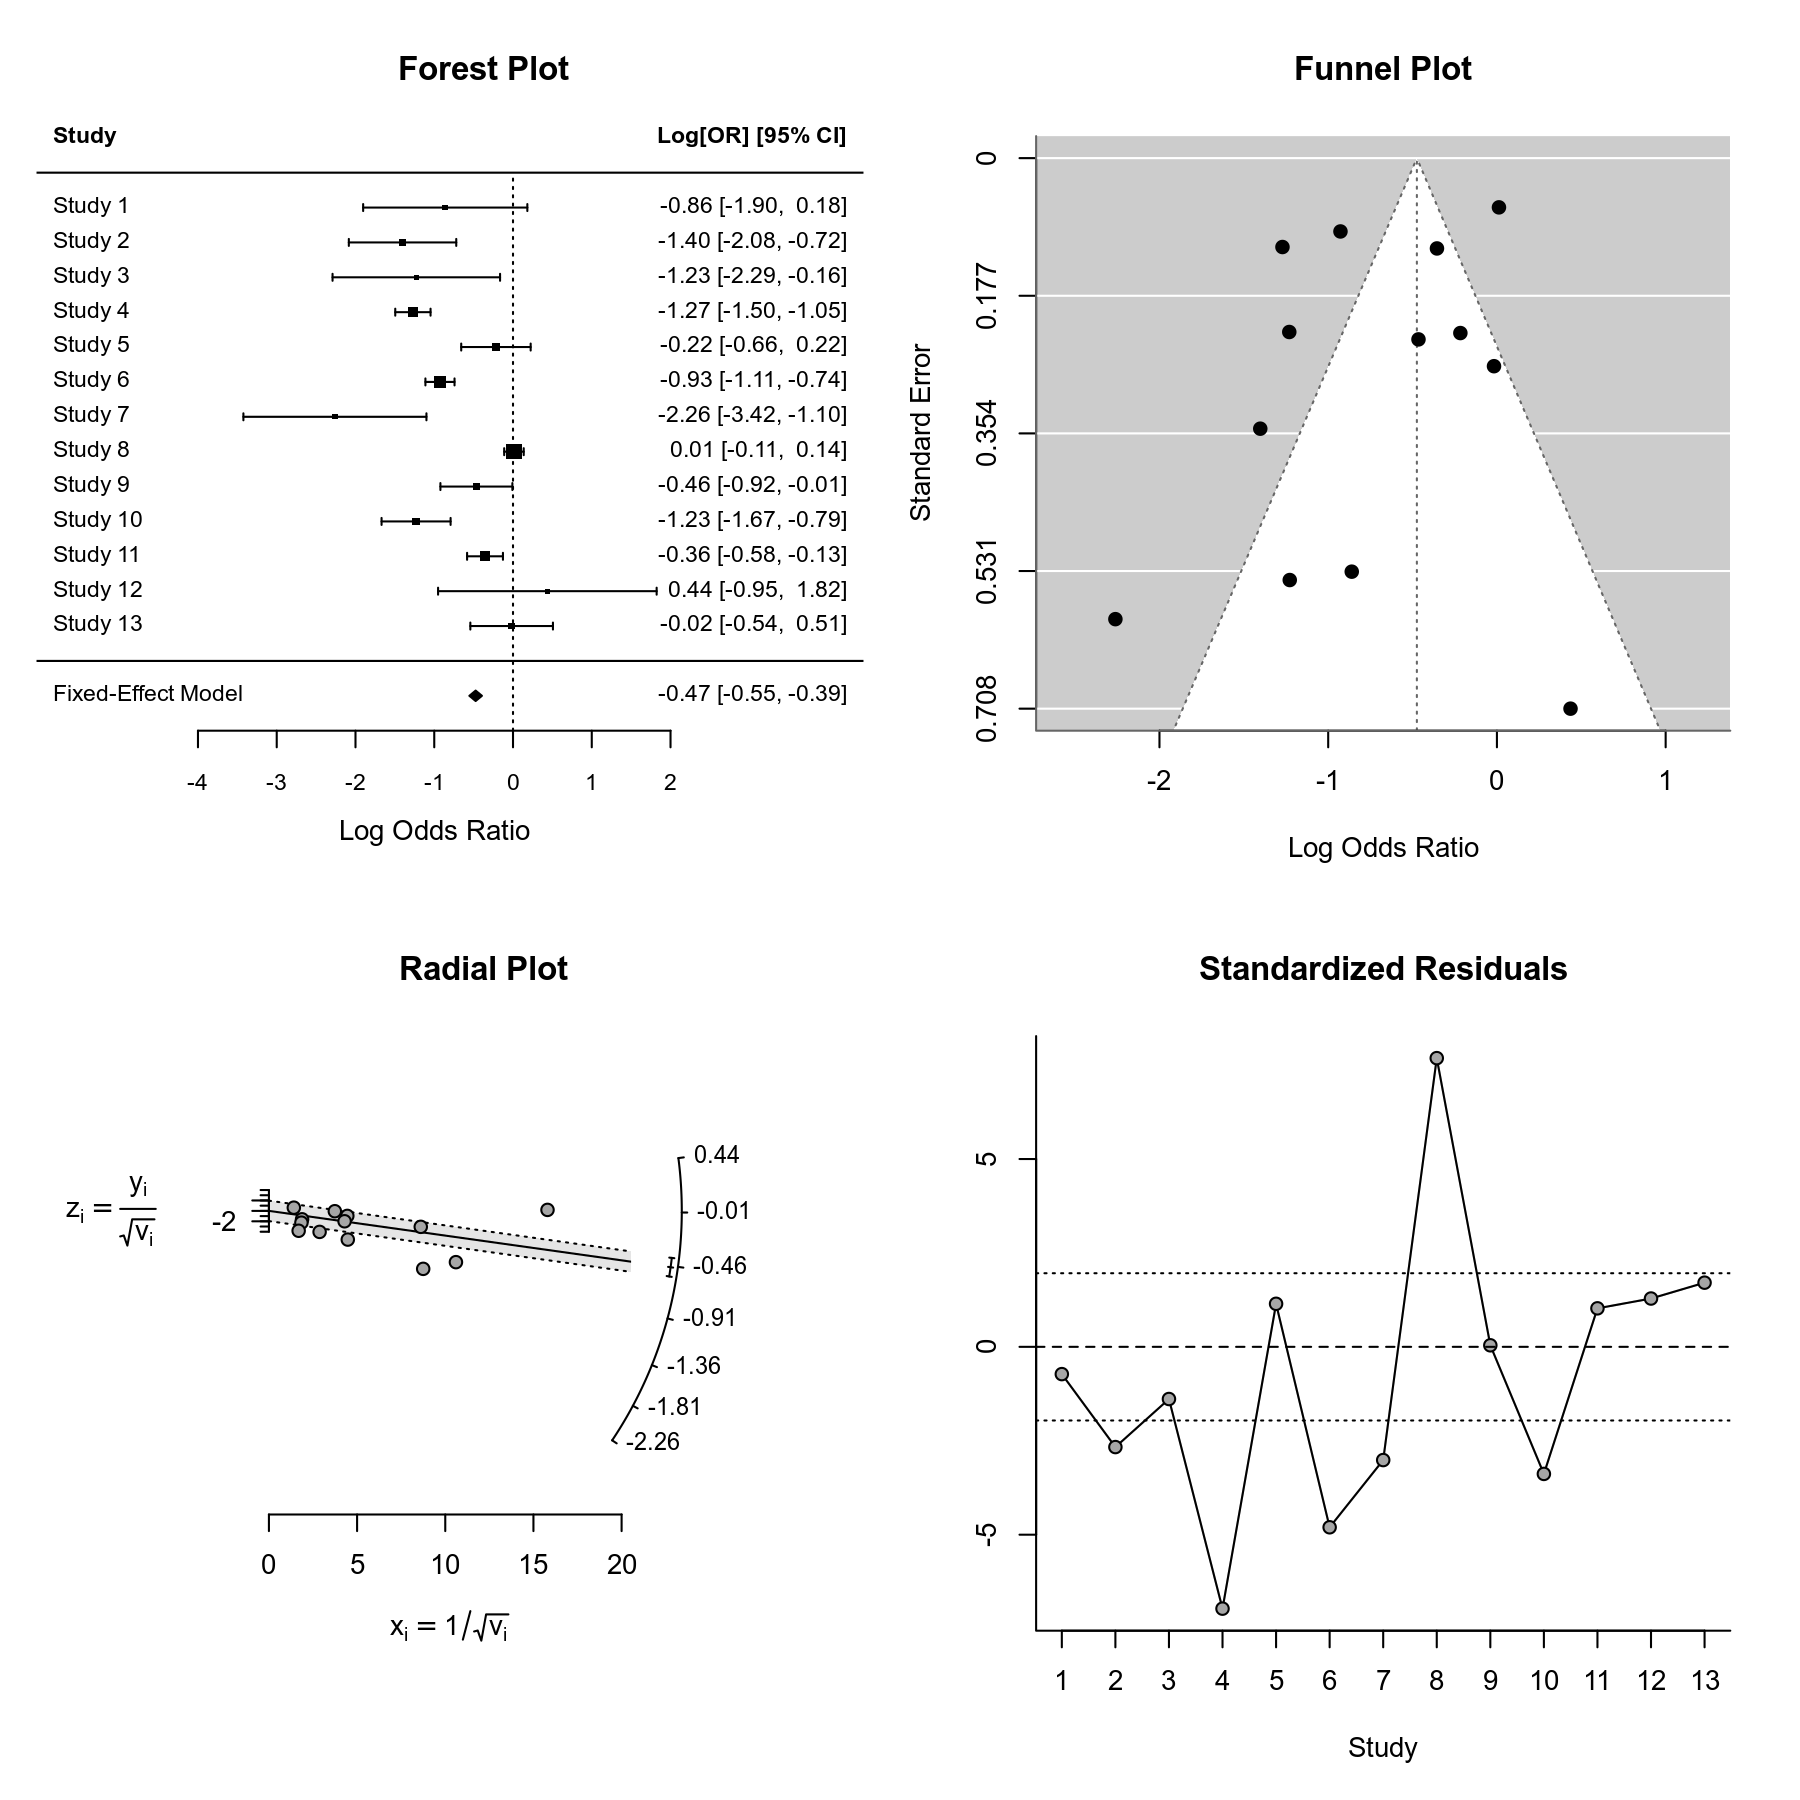 Forest Plot
Study Log[OR] [95% CI]
Study 1 -0.86 [-1.90, 0.18]
Study 2 -1.40 [-2.08, -0.72]
Study 3 -1.23 [-2.29, -0.16]
Study 4 -1.27 [-1.50, -1.05]
Study 5 -0.22 [-0.66, 0.22]
Study 6 -0.93 [-1.11, -0.74]
Study 7 -2.26 [-3.42, -1.10]
Study 8 0.01 [-0.11, 0.14]
Study 9 -0.46 [-0.92, -0.01]
Study 10 -1.23 [-1.67, -0.79]
Study 11 -0.36 [-0.58, -0.13]
Study 12 0.44 [-0.95, 1.82]
Study 13 -0.02 [-0.54, 0.51]
Fixed-Effect Model -0.47 [-0.55, -0.39]
-4 -3 -2 -1 0 1 2
Log Odds Ratio
Funnel Plot
Standard Error
0
0.177
0.354
0.531
0.708
-2 -1 0 1
Log Odds Ratio
Radial Plot
zᵢ = yᵢ/√vᵢ
-2
0.44
-0.01
-0.46
-0.91
-1.36
-1.81
-2.26
0 5 10 15 20
xᵢ = 1/√vᵢ
Standardized Residuals
5
0
-5
1 2 3 4 5 6 7 8 9 10 11 12 13
Study